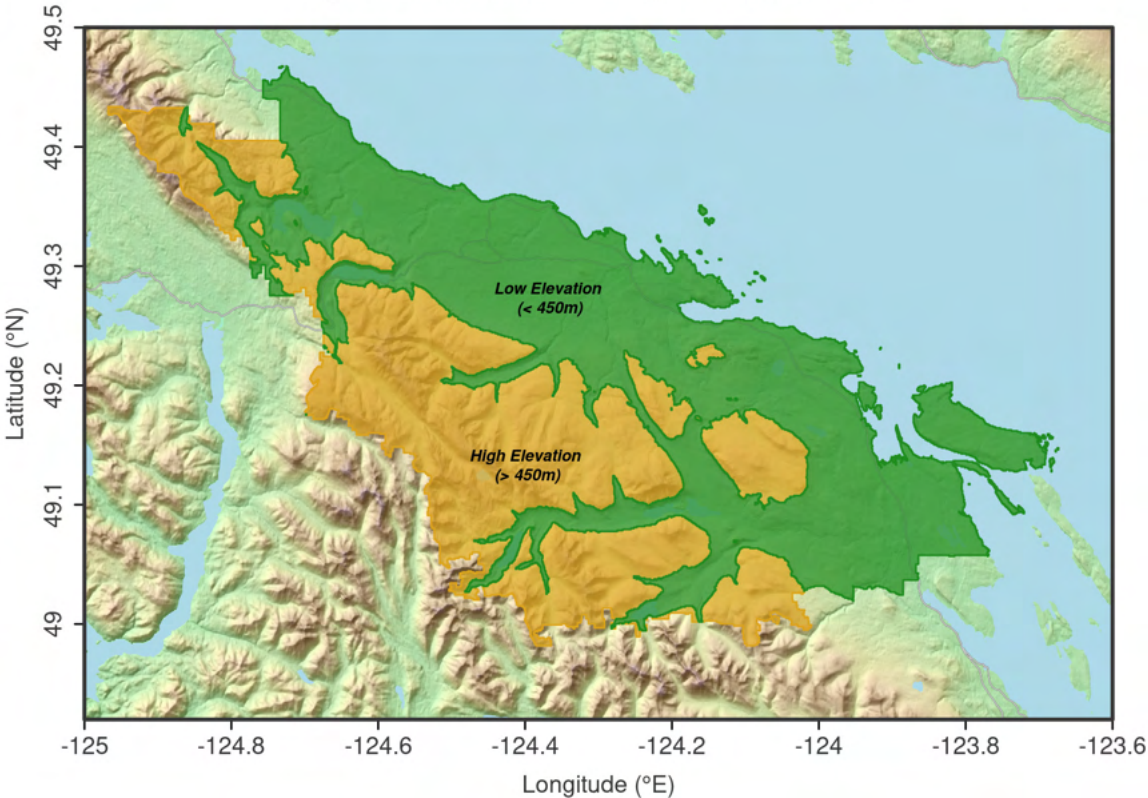 49.5
49.4
49.3
49.2
49.1
49
Latitude (°N)
Low Elevation
(< 450m)
High Elevation
(> 450m)
-125
-124.8
-124.6
-124.4
-124.2
-124
-123.8
-123.6
Longitude (°E)